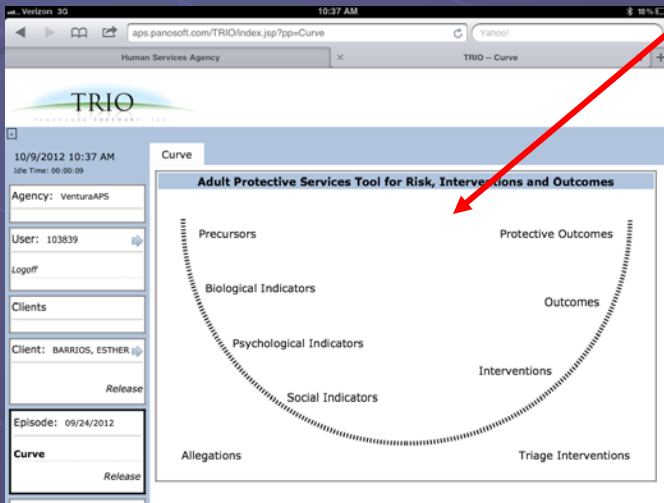 Verizon 3G 10:37 AM 18%
aps.panosoft.com/TRIO/index.jsp?pp=Curve Yahoo!
Human Services Agency TRIO — Curve
TRIO
PANORAMIC SOFTWARE, INC.
10/9/2012 10:37 AM
Idle Time: 00:00:09
Curve
Adult Protective Services Tool for Risk, Interventions and Outcomes
Agency: VenturaAPS
User: 103839
Logoff
Clients
Client: BARRIOS, ESTHER
Release
Episode: 09/24/2012
Curve
Release
Precursors
Protective Outcomes
Biological Indicators
Outcomes
Psychological Indicators
Interventions
Social Indicators
Allegations
Triage Interventions